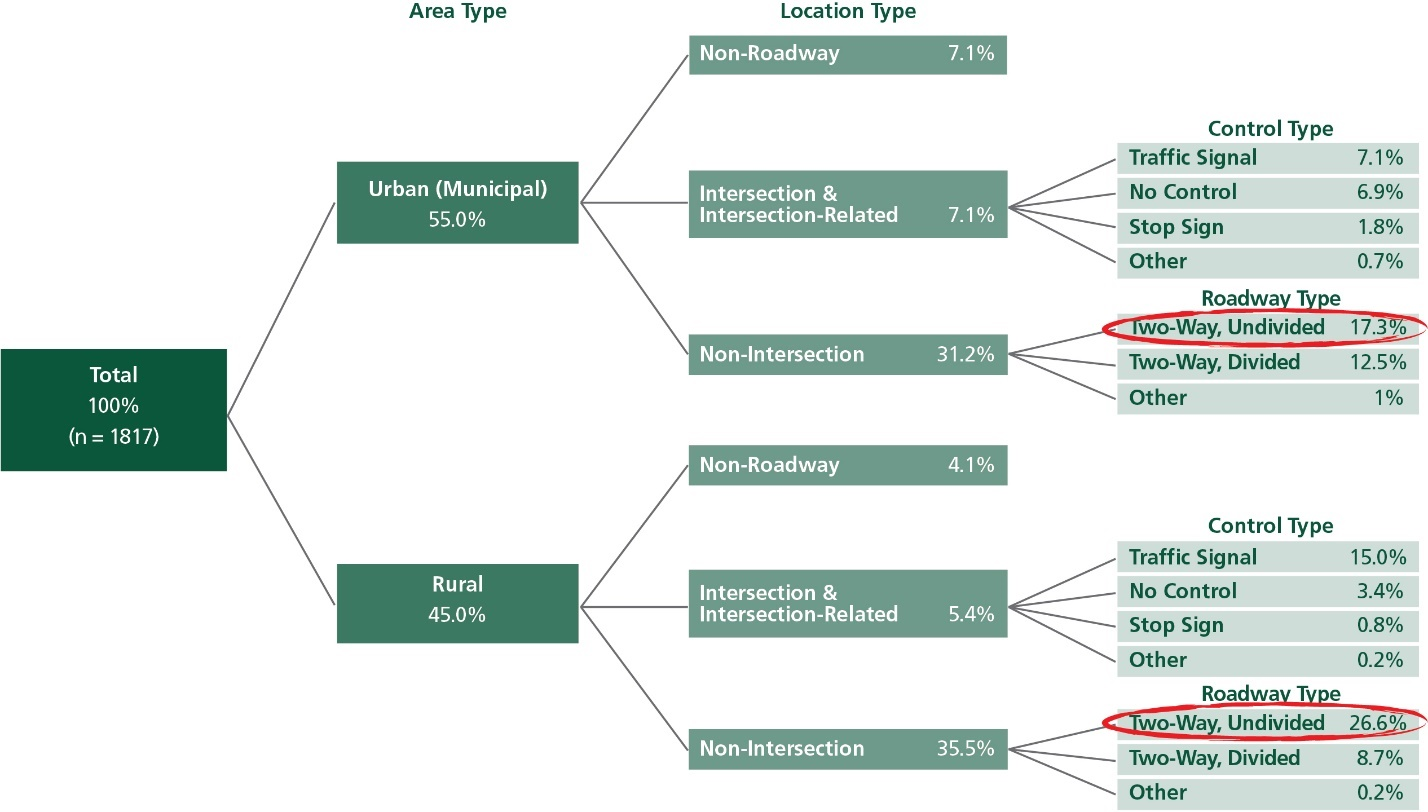 Area Type
Location Type
Non-Roadway 7.1%
Control Type
Traffic Signal 7.1%
Urban (Municipal)
55.0%
Intersection &
Intersection-Related 7.1%
No Control 6.9%
Stop Sign 1.8%
Other 0.7%
Roadway Type
Two-Way, Undivided 17.3%
Non-Intersection 31.2%
Two-Way, Divided 12.5%
Other 1%
Total
100%
(n = 1817)
Non-Roadway 4.1%
Control Type
Traffic Signal 15.0%
Rural
45.0%
Intersection &
Intersection-Related 5.4%
No Control 3.4%
Stop Sign 0.8%
Other 0.2%
Roadway Type
Two-Way, Undivided 26.6%
Non-Intersection 35.5%
Two-Way, Divided 8.7%
Other 0.2%